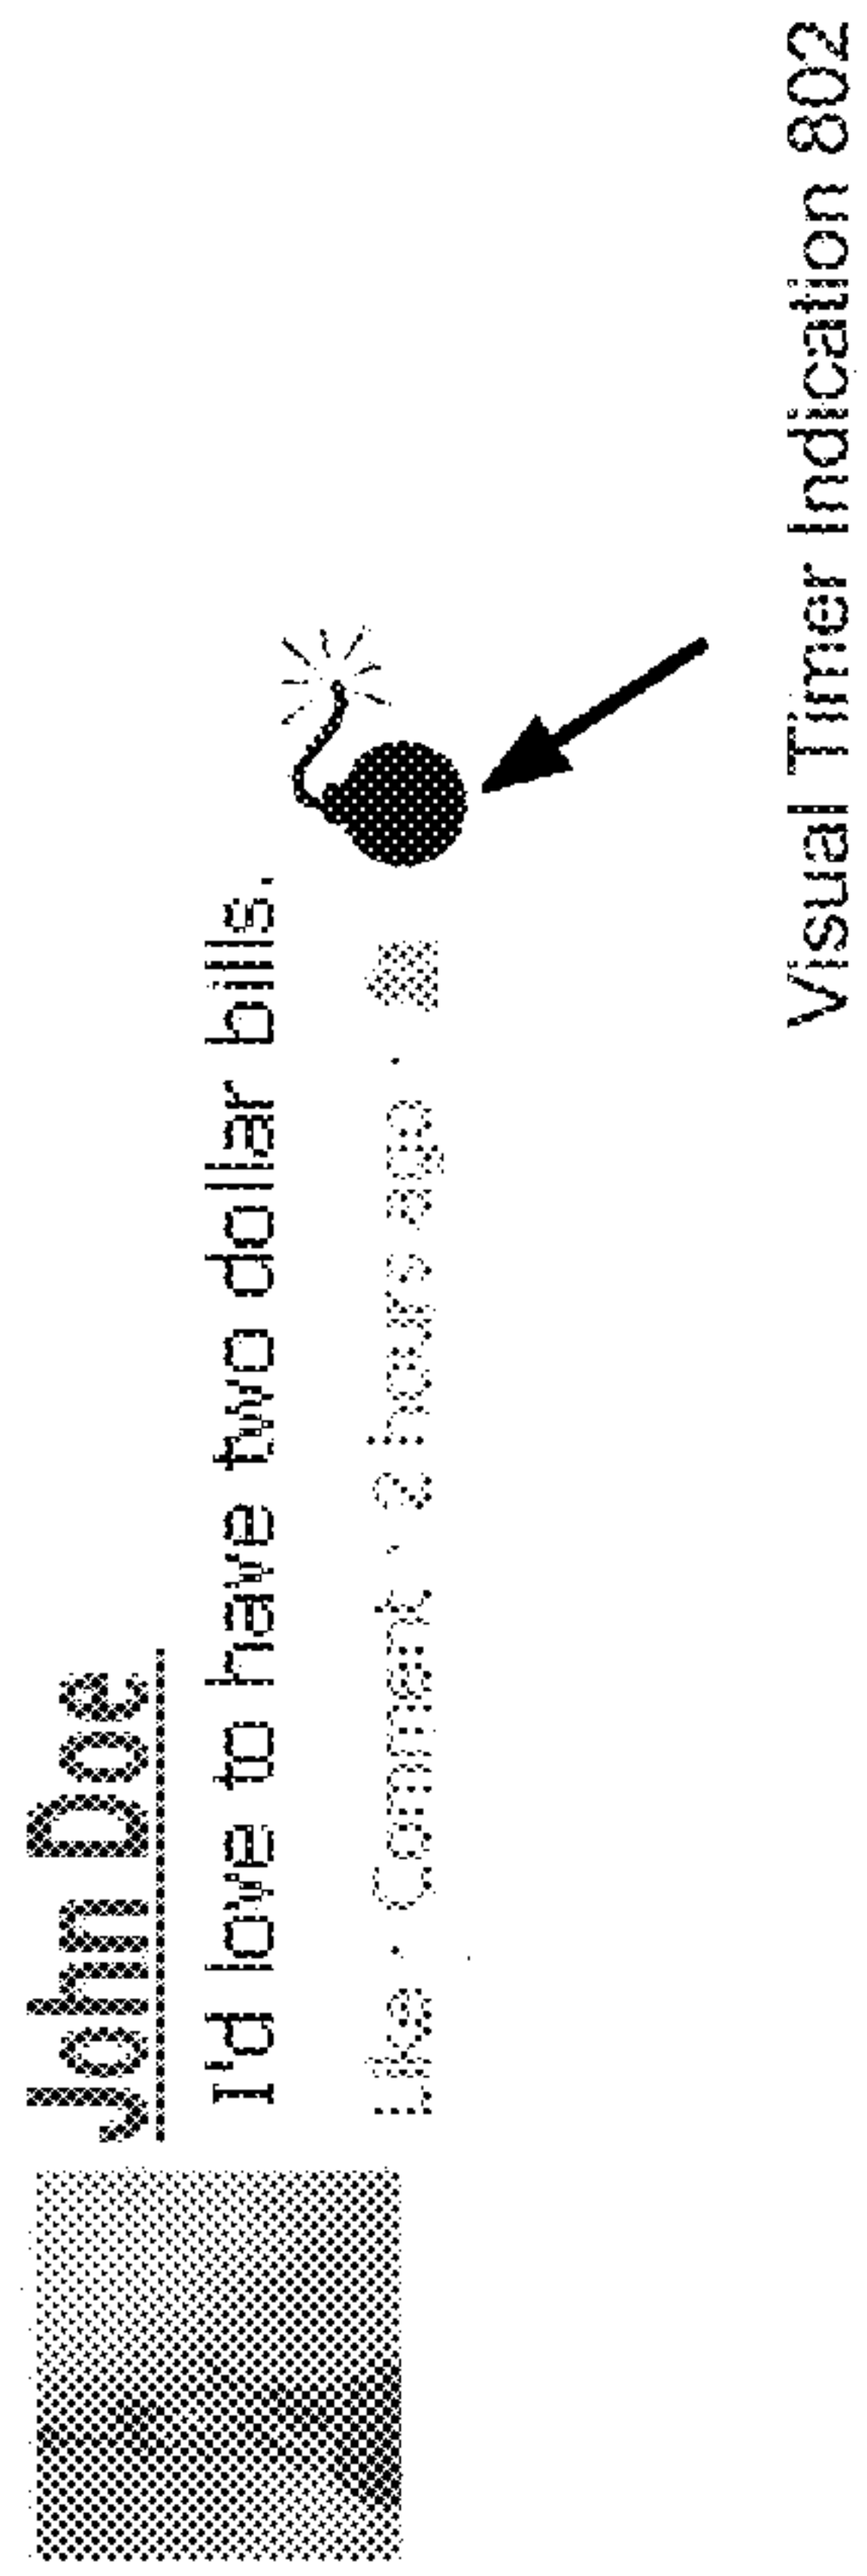 John Doe
I'd love to have two dollar bills.
Like · Comment · 2 hours ago ·
Visual Timer Indication 802